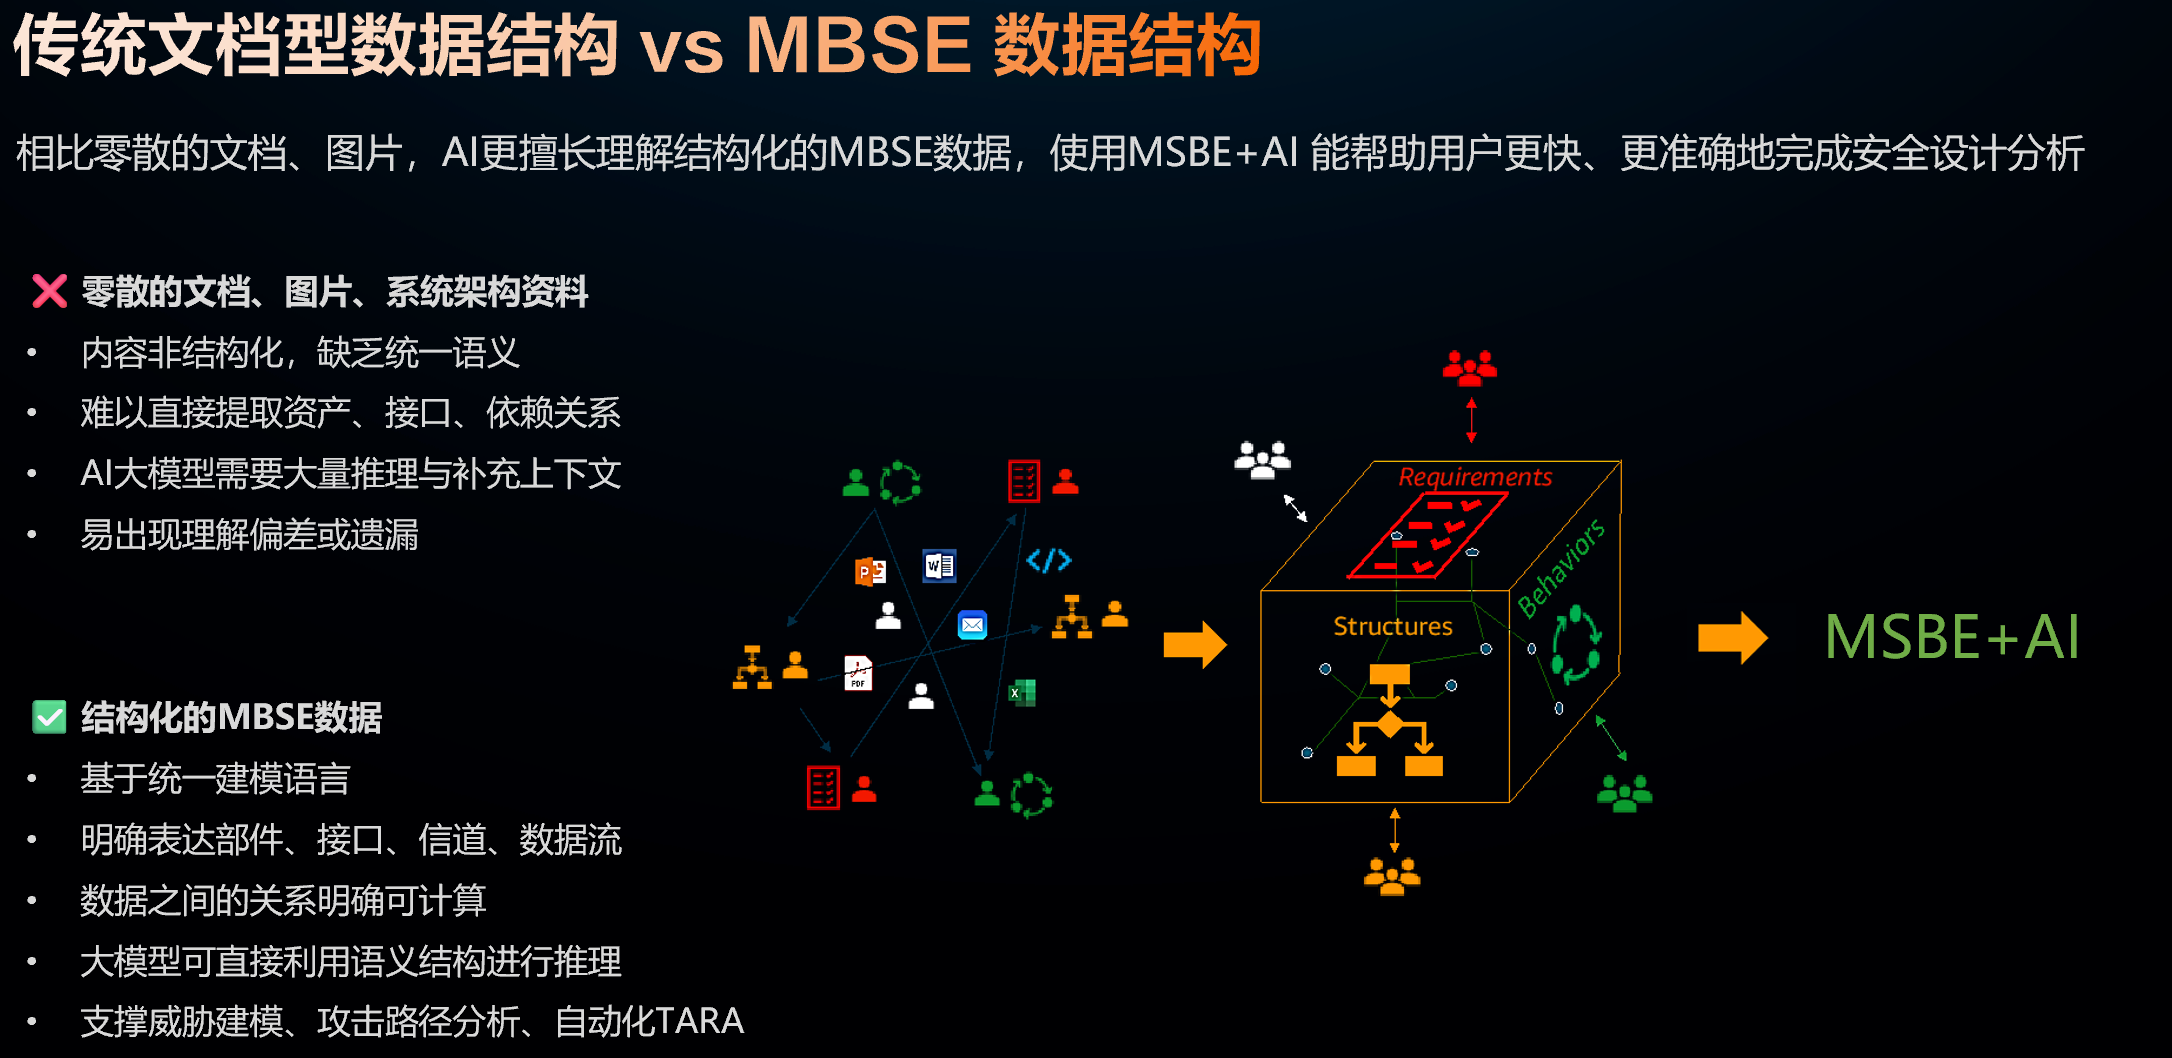 传统文档型数据结构 vs MBSE 数据结构
相比零散的文档、图片，AI更擅长理解结构化的MBSE数据，使用MSBE+AI 能帮助用户更快、更准确地完成安全设计分析
❌ 零散的文档、图片、系统架构资料
• 内容非结构化，缺乏统一语义
• 难以直接提取资产、接口、依赖关系
• AI大模型需要大量推理与补充上下文
• 易出现理解偏差或遗漏
✅ 结构化的MBSE数据
• 基于统一建模语言
• 明确表达部件、接口、信道、数据流
• 数据之间的关系明确可计算
• 大模型可直接利用语义结构进行推理
• 支撑威胁建模、攻击路径分析、自动化TARA
P
W
</>
PDF
X
Requirements
Behaviors
Structures
MSBE+AI